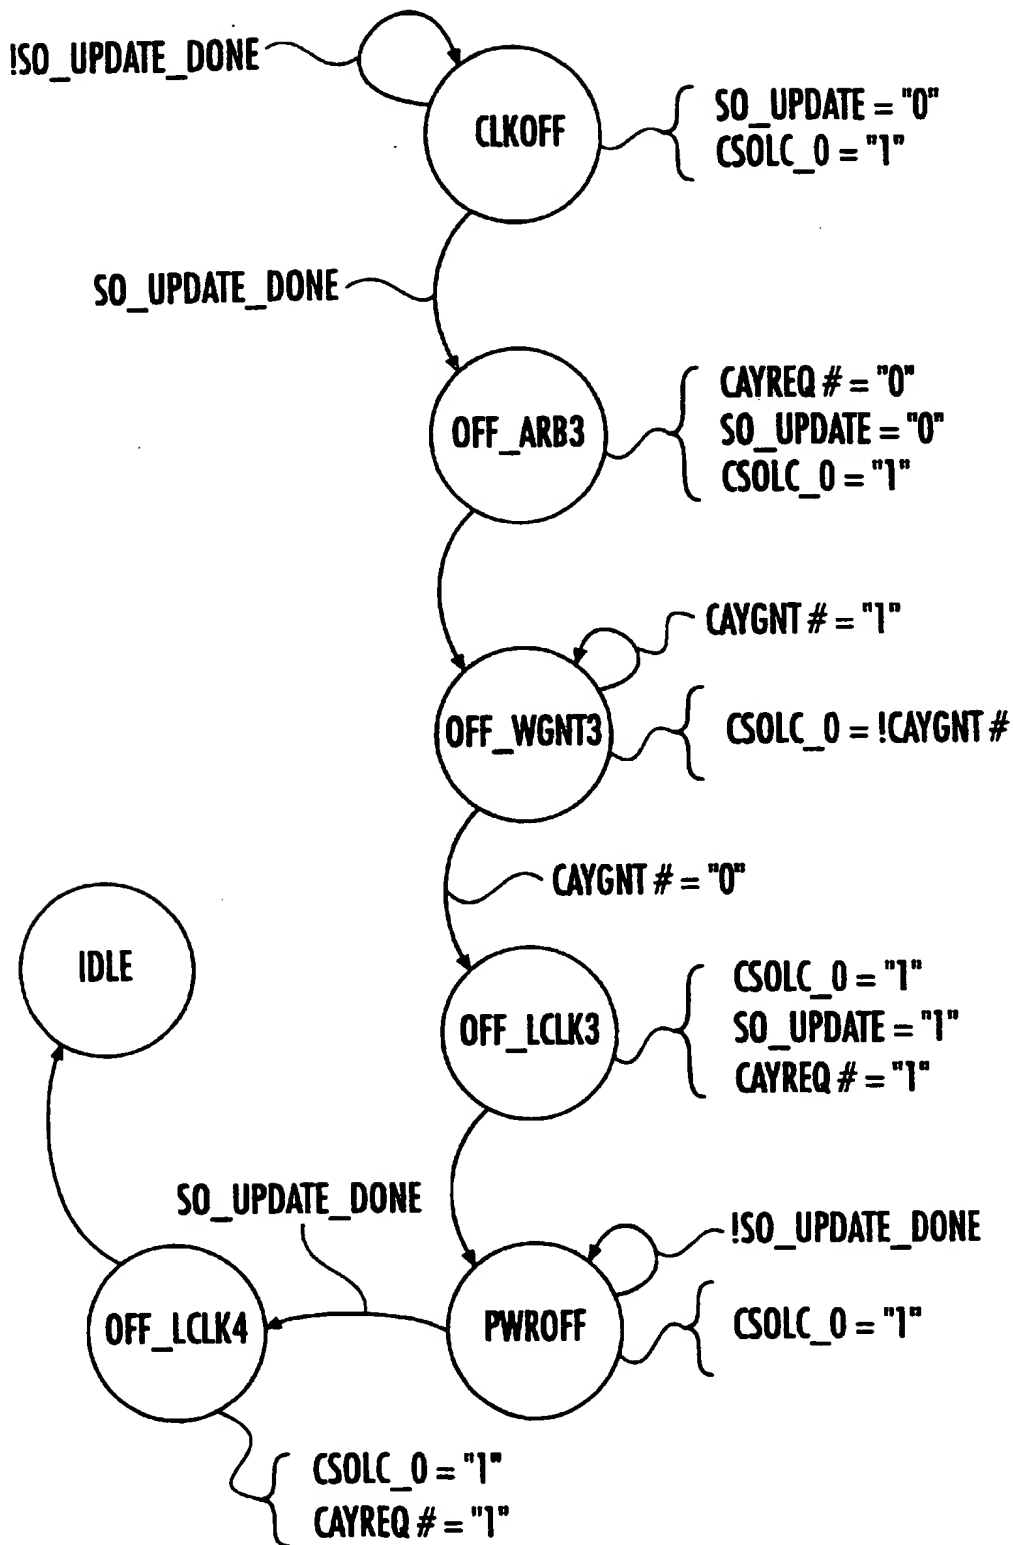 !SO_UPDATE_DONE
CLKOFF
SO_UPDATE = "0"
CSOLC_0 = "1"
SO_UPDATE_DONE
OFF_ARB3
CAYREQ # = "0"
SO_UPDATE = "0"
CSOLC_0 = "1"
CAYGNT # = "1"
OFF_WGNT3
CSOLC_0 = !CAYGNT #
CAYGNT # = "0"
IDLE
OFF_LCLK3
CSOLC_0 = "1"
SO_UPDATE = "1"
CAYREQ # = "1"
SO_UPDATE_DONE
!SO_UPDATE_DONE
OFF_LCLK4
PWROFF
CSOLC_0 = "1"
CSOLC_0 = "1"
CAYREQ # = "1"